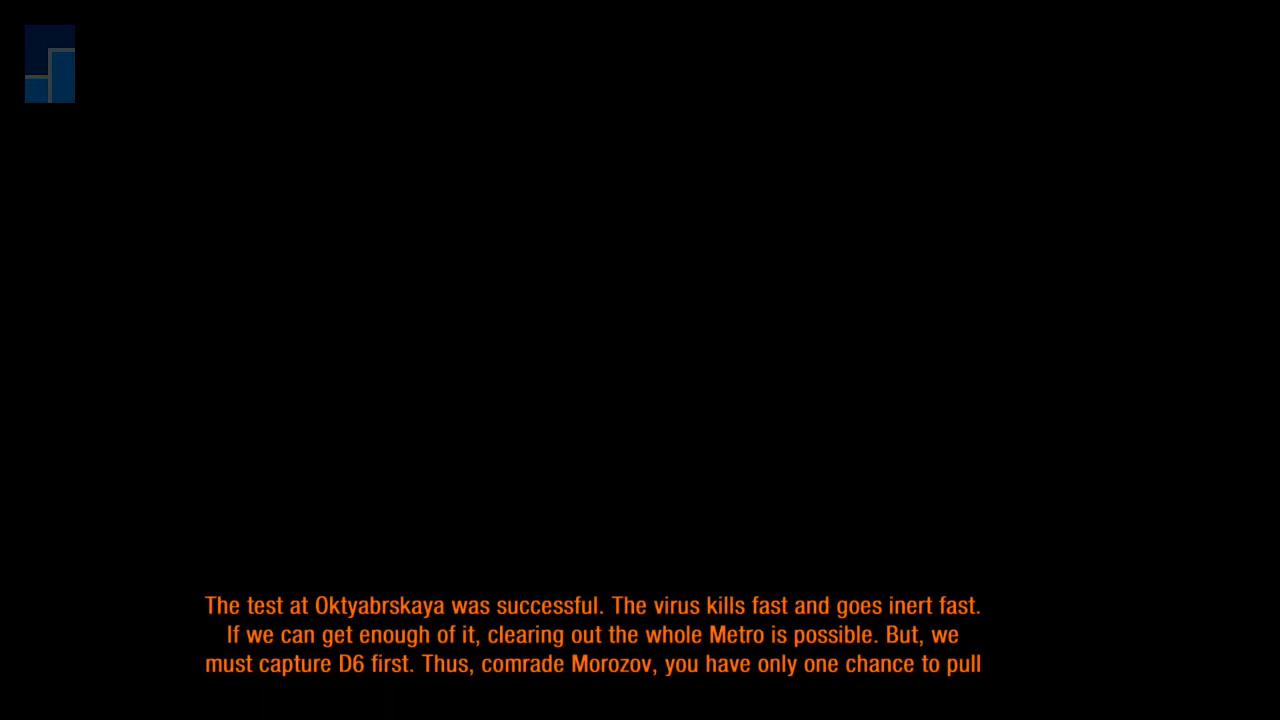 The test at Oktyabrskaya was successful. The virus kills fast and goes inert fast.
If we can get enough of it, clearing out the whole Metro is possible. But, we
must capture D6 first. Thus, comrade Morozov, you have only one chance to pull